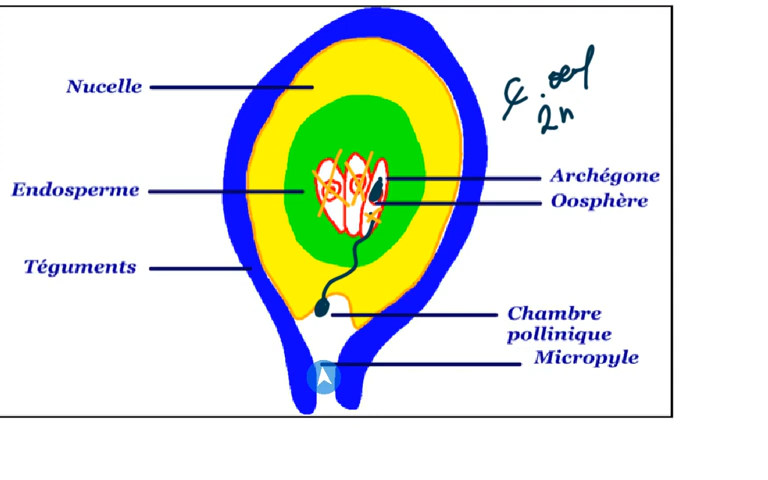 Nucelle
Endosperme
Téguments
2n
Archégone
Oosphère
Chambre
pollinique
Micropyle